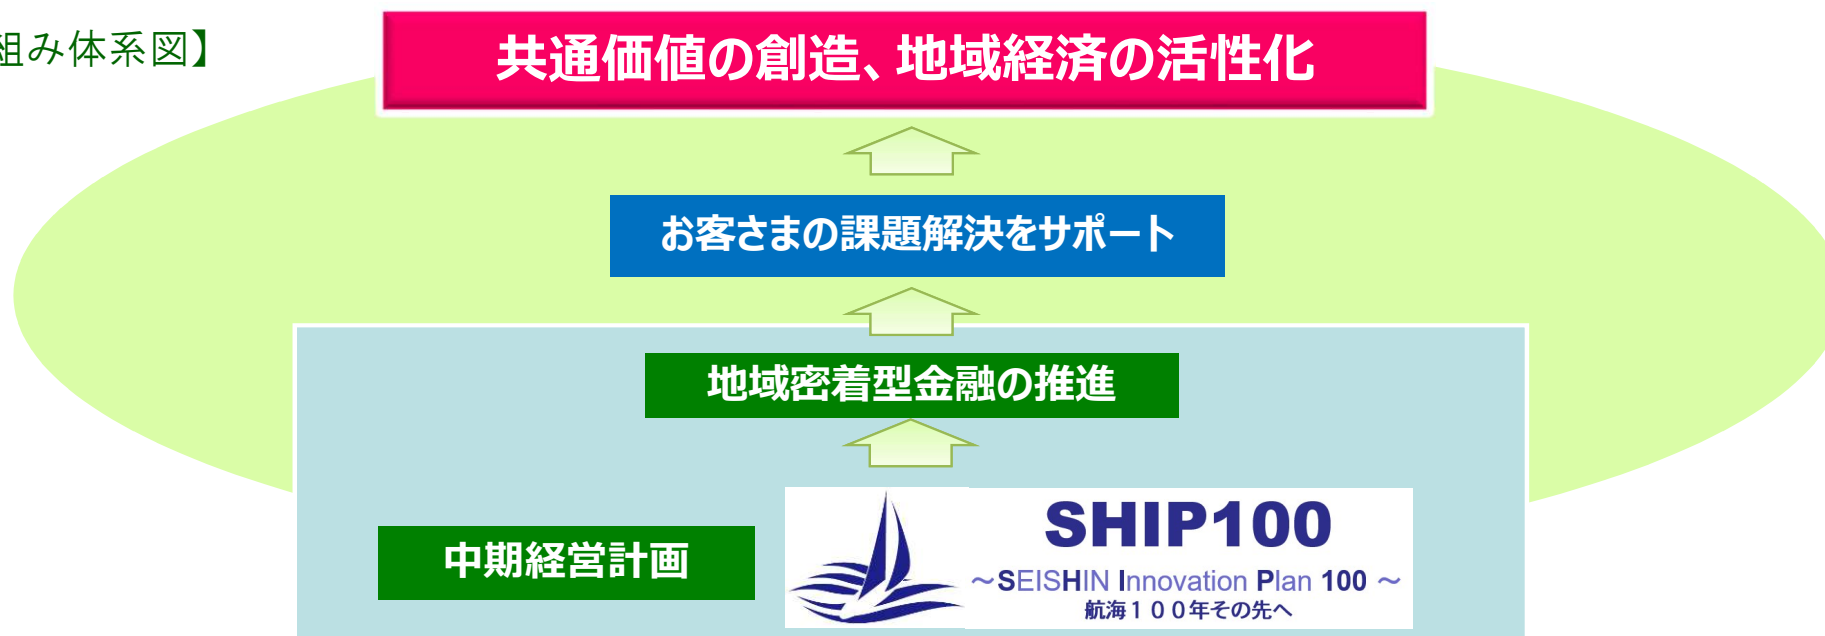 組み体系図】
共通価値の創造、地域経済の活性化
お客さまの課題解決をサポート
地域密着型金融の推進
中期経営計画
SHIP100
～SEISHIN Innovation Plan 100 ～
航海１００年その先へ